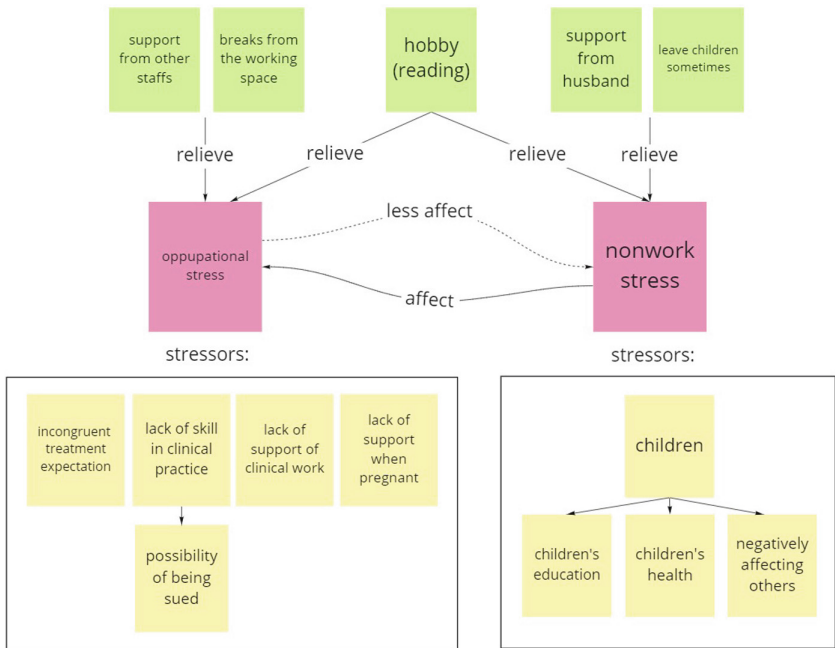 support
from other
staffs
breaks from
the working
space
hobby
(reading)
support
from
husband
leave children
sometimes
relieve
relieve
relieve
relieve
less affect
oppupational
stress
nonwork
stress
affect
stressors:
stressors:
incongruent
treatment
expectation
lack of skill
in clinical
practice
lack of
support of
clinical work
lack of
support
when
pregnant
possibility
of being
sued
children
children's
education
children's
health
negatively
affecting
others